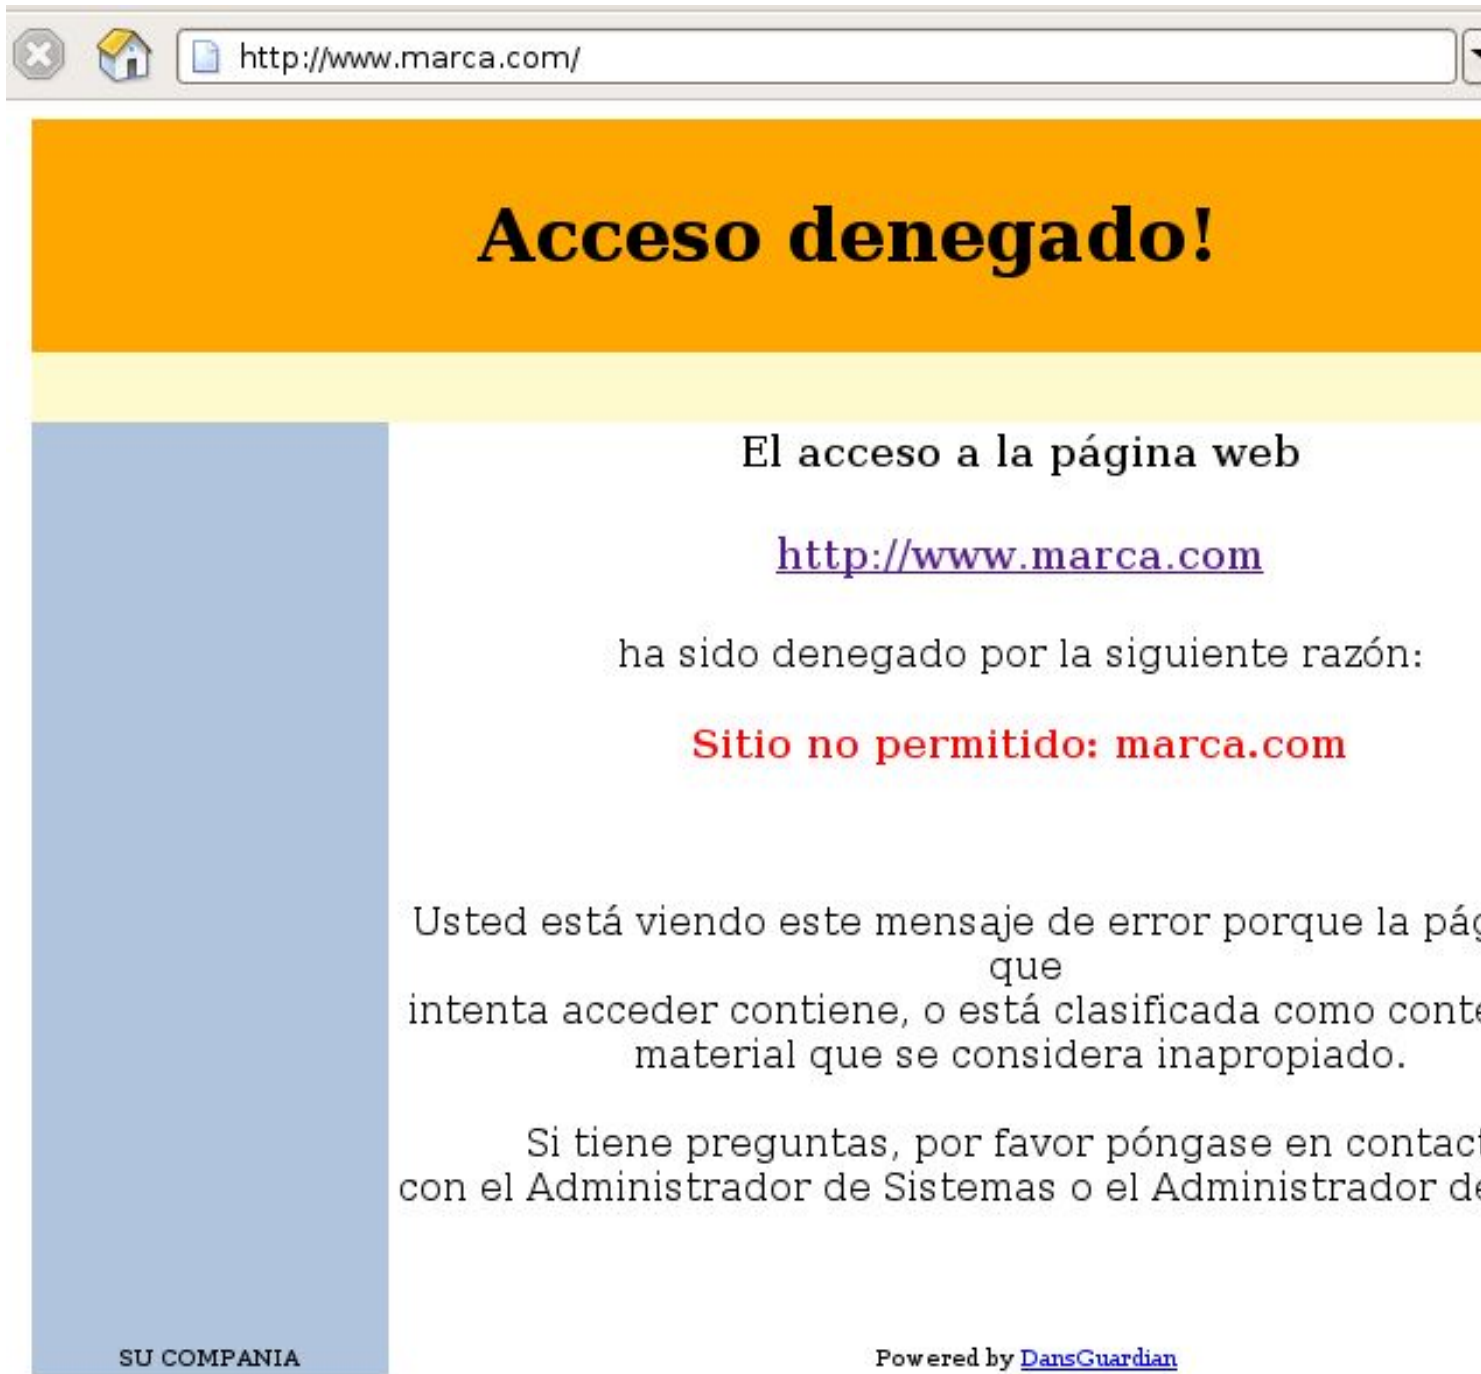 http://www.marca.com/
Acceso denegado!
El acceso a la página web
http://www.marca.com
ha sido denegado por la siguiente razón:
Sitio no permitido: marca.com
Usted está viendo este mensaje de error porque la
que
intenta acceder contiene, o está clasificada como
material que se considera inapropiado.
Si tiene preguntas, por favor póngase en
con el Administrador de Sistemas o el Administrador
SU COMPANIA
Powered by DansGuardian